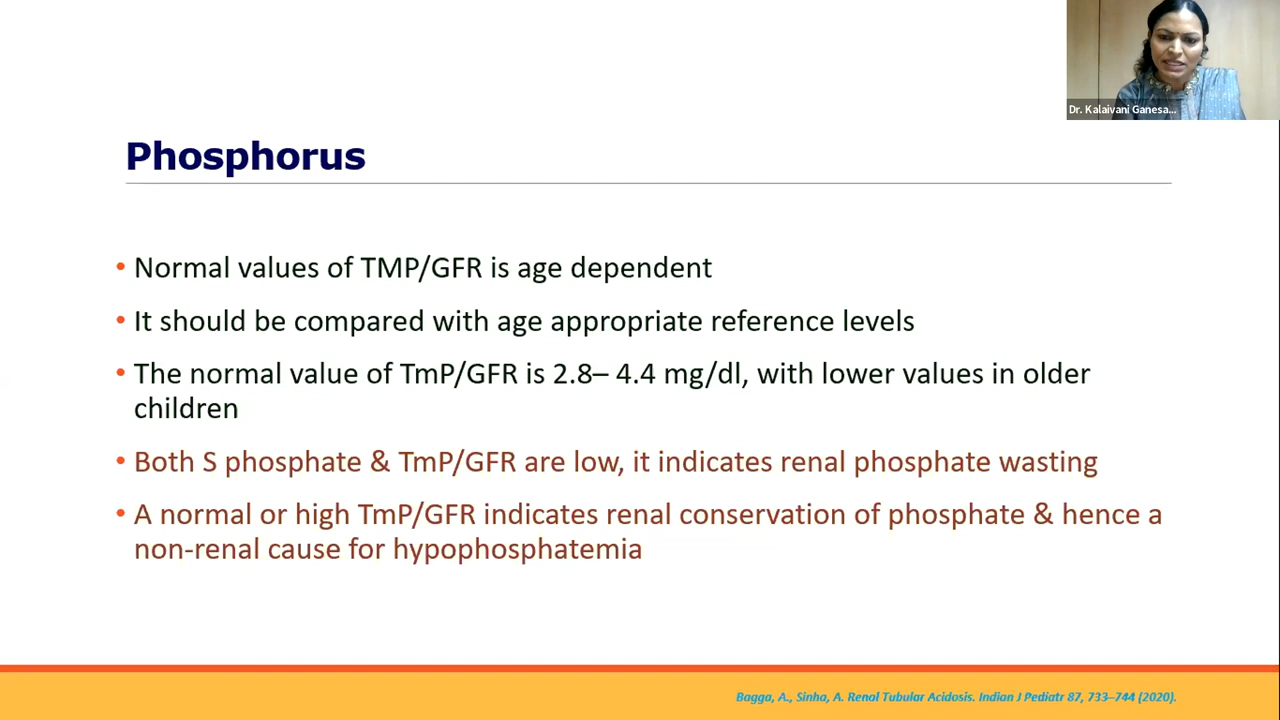 Dr. Kalaivani Ganesa...
Phosphorus
• Normal values of TMP/GFR is age dependent
• It should be compared with age appropriate reference levels
• The normal value of TmP/GFR is 2.8– 4.4 mg/dl, with lower values in older
children
• Both S phosphate & TmP/GFR are low, it indicates renal phosphate wasting
• A normal or high TmP/GFR indicates renal conservation of phosphate & hence a
non-renal cause for hypophosphatemia
Bagga, A., Sinha, A. Renal Tubular Acidosis. Indian J Pediatr 87, 733–744 (2020).